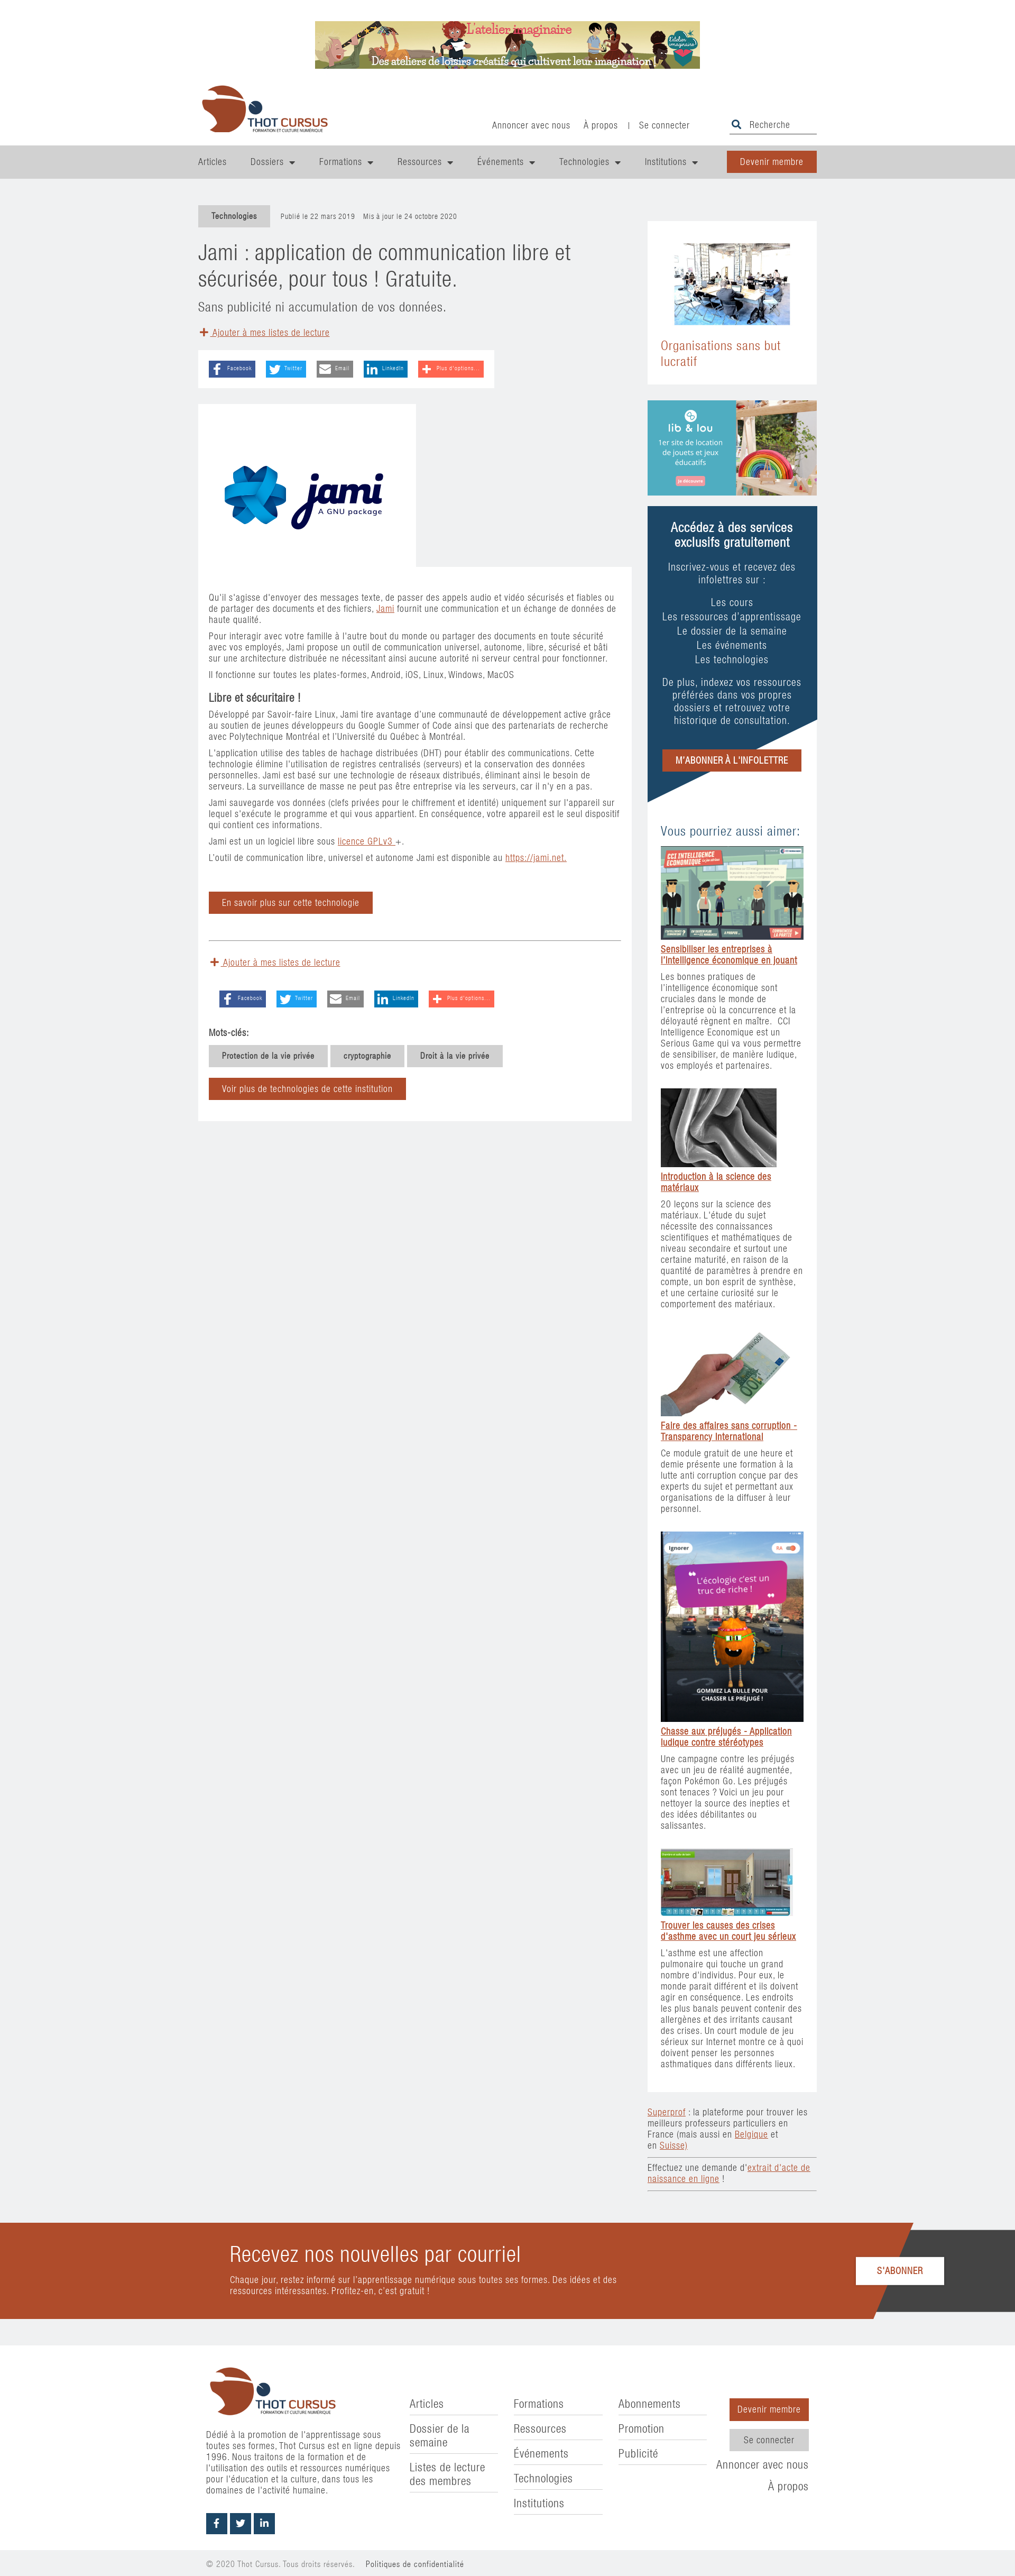 L'atelier imaginaire
Des ateliers de loisirs créatifs qui cultivent leur imagination !
l'atelier imaginaire
THOT CURSUS
FORMATION ET CULTURE NUMÉRIQUE
Annoncer avec nous
À propos
|
Se connecter
Recherche
Articles
Dossiers
Formations
Ressources
Événements
Technologies
Institutions
Devenir membre
Technologies
Publié le 22 mars 2019 Mis à jour le 24 octobre 2020
Jami : application de communication libre et
sécurisée, pour tous ! Gratuite.
Sans publicité ni accumulation de vos données.
Ajouter à mes listes de lecture
Facebook
Twitter
Email
LinkedIn
Plus d'options...
jami
A GNU package
Qu'il s'agisse d'envoyer des messages texte, de passer des appels audio et vidéo sécurisés et fiables ou
de partager des documents et des fichiers, Jami fournit une communication et un échange de données de
haute qualité.
Pour interagir avec votre famille à l'autre bout du monde ou partager des documents en toute sécurité
avec vos employés, Jami propose un outil de communication universel, autonome, libre, sécurisé et bâti
sur une architecture distribuée ne nécessitant ainsi aucune autorité ni serveur central pour fonctionner.
Il fonctionne sur toutes les plates-formes, Android, iOS, Linux, Windows, MacOS
Libre et sécuritaire !
Développé par Savoir-faire Linux, Jami tire avantage d'une communauté de développement active grâce
au soutien de jeunes développeurs du Google Summer of Code ainsi que des partenariats de recherche
avec Polytechnique Montréal et l'Université du Québec à Montréal.
L'application utilise des tables de hachage distribuées (DHT) pour établir des communications. Cette
technologie élimine l'utilisation de registres centralisés (serveurs) et la conservation des données
personnelles. Jami est basé sur une technologie de réseaux distribués, éliminant ainsi le besoin de
serveurs. La surveillance de masse ne peut pas être entreprise via les serveurs, car il n'y en a pas.
Jami sauvegarde vos données (clefs privées pour le chiffrement et identité) uniquement sur l'appareil sur
lequel s'exécute le programme et qui vous appartient. En conséquence, votre appareil est le seul dispositif
qui contient ces informations.
Jami est un un logiciel libre sous licence GPLv3 +.
L'outil de communication libre, universel et autonome Jami est disponible au https://jami.net.
En savoir plus sur cette technologie
Ajouter à mes listes de lecture
Facebook
Twitter
Email
LinkedIn
Plus d'options...
Mots-clés:
Protection de la vie privée
cryptographie
Droit à la vie privée
Voir plus de technologies de cette institution
Organisations sans but
lucratif
lib & lou
1er site de location
de jouets et jeux
éducatifs
Je découvre
Accédez à des services
exclusifs gratuitement
Inscrivez-vous et recevez des
infolettres sur :
Les cours
Les ressources d'apprentissage
Le dossier de la semaine
Les événements
Les technologies
De plus, indexez vos ressources
préférées dans vos propres
dossiers et retrouvez votre
historique de consultation.
M'ABONNER À L'INFOLETTRE
Vous pourriez aussi aimer:
CCI INTELLIGENCE
ÉCONOMIQUE
Sensibiliser les entreprises à
l'intelligence économique en jouant
Les bonnes pratiques de
l'intelligence économique sont
cruciales dans le monde de
l'entreprise où la concurrence et la
déloyauté règnent en maître. CCI
Intelligence Economique est un
Serious Game qui va vous permettre
de sensibiliser, de manière ludique,
vos employés et partenaires.
Introduction à la science des
matériaux
20 leçons sur la science des
matériaux. L'étude du sujet
nécessite des connaissances
scientifiques et mathématiques de
niveau secondaire et surtout une
certaine maturité, en raison de la
quantité de paramètres à prendre en
compte, un bon esprit de synthèse,
et une certaine curiosité sur le
comportement des matériaux.
100
Faire des affaires sans corruption -
Transparency International
Ce module gratuit de une heure et
demie présente une formation à la
lutte anti corruption conçue par des
experts du sujet et permettant aux
organisations de la diffuser à leur
personnel.
Ignorer
RA
L'écologie c'est un
truc de riche !
GOMMEZ LA BULLE POUR
CHASSER LE PRÉJUGÉ !
Chasse aux préjugés - Application
ludique contre stéréotypes
Une campagne contre les préjugés
avec un jeu de réalité augmentée,
façon Pokémon Go. Les préjugés
sont tenaces ? Voici un jeu pour
nettoyer la source des inepties et
des idées débilitantes ou
salissantes.
Trouver les causes des crises
d'asthme avec un court jeu sérieux
L'asthme est une affection
pulmonaire qui touche un grand
nombre d'individus. Pour eux, le
monde parait différent et ils doivent
agir en conséquence. Les endroits
les plus banals peuvent contenir des
allergènes et des irritants causant
des crises. Un court module de jeu
sérieux sur Internet montre ce à quoi
doivent penser les personnes
asthmatiques dans différents lieux.
Superprof : la plateforme pour trouver les
meilleurs professeurs particuliers en
France (mais aussi en Belgique et
en Suisse)
Effectuez une demande d'extrait d'acte de
naissance en ligne !
Recevez nos nouvelles par courriel
Chaque jour, restez informé sur l'apprentissage numérique sous toutes ses formes. Des idées et des
ressources intéressantes. Profitez-en, c'est gratuit !
S'ABONNER
THOT CURSUS
FORMATION ET CULTURE NUMÉRIQUE
Dédié à la promotion de l'apprentissage sous
toutes ses formes, Thot Cursus est en ligne depuis
1996. Nous traitons de la formation et de
l'utilisation des outils et ressources numériques
pour l'éducation et la culture, dans tous les
domaines de l'activité humaine.
Articles
Dossier de la
semaine
Listes de lecture
des membres
Formations
Ressources
Événements
Technologies
Institutions
Abonnements
Promotion
Publicité
Devenir membre
Se connecter
Annoncer avec nous
À propos
© 2020 Thot Cursus. Tous droits réservés. Politiques de confidentialité